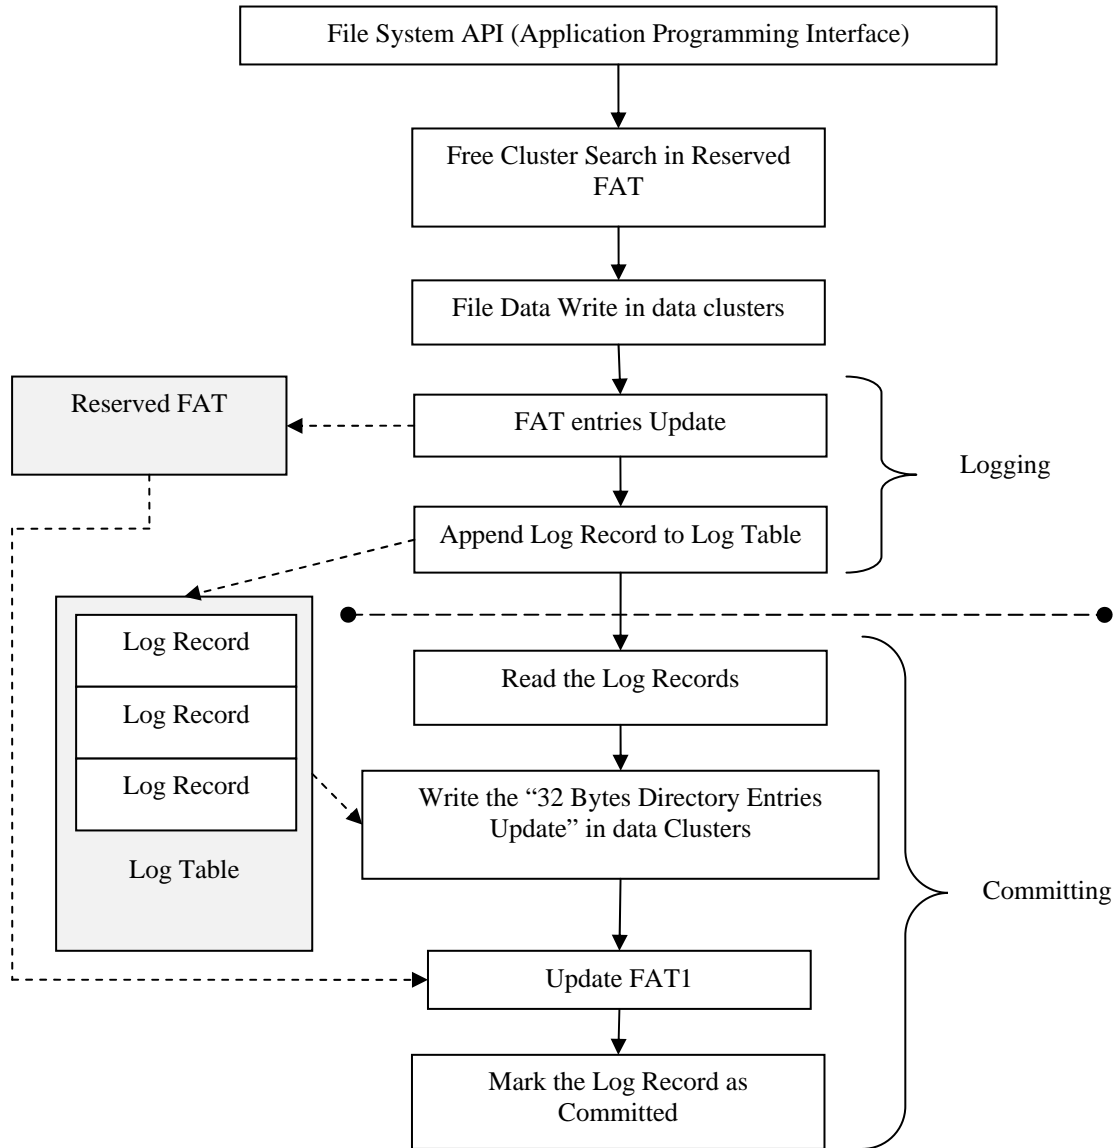 File System API (Application Programming Interface)
Free Cluster Search in Reserved
FAT
File Data Write in data clusters
Reserved FAT
FAT entries Update
Logging
Append Log Record to Log Table
Log Record
Read the Log Records
Log Record
Log Record
Write the “32 Bytes Directory Entries
Update” in data Clusters
Log Table
Committing
Update FAT1
Mark the Log Record as
Committed